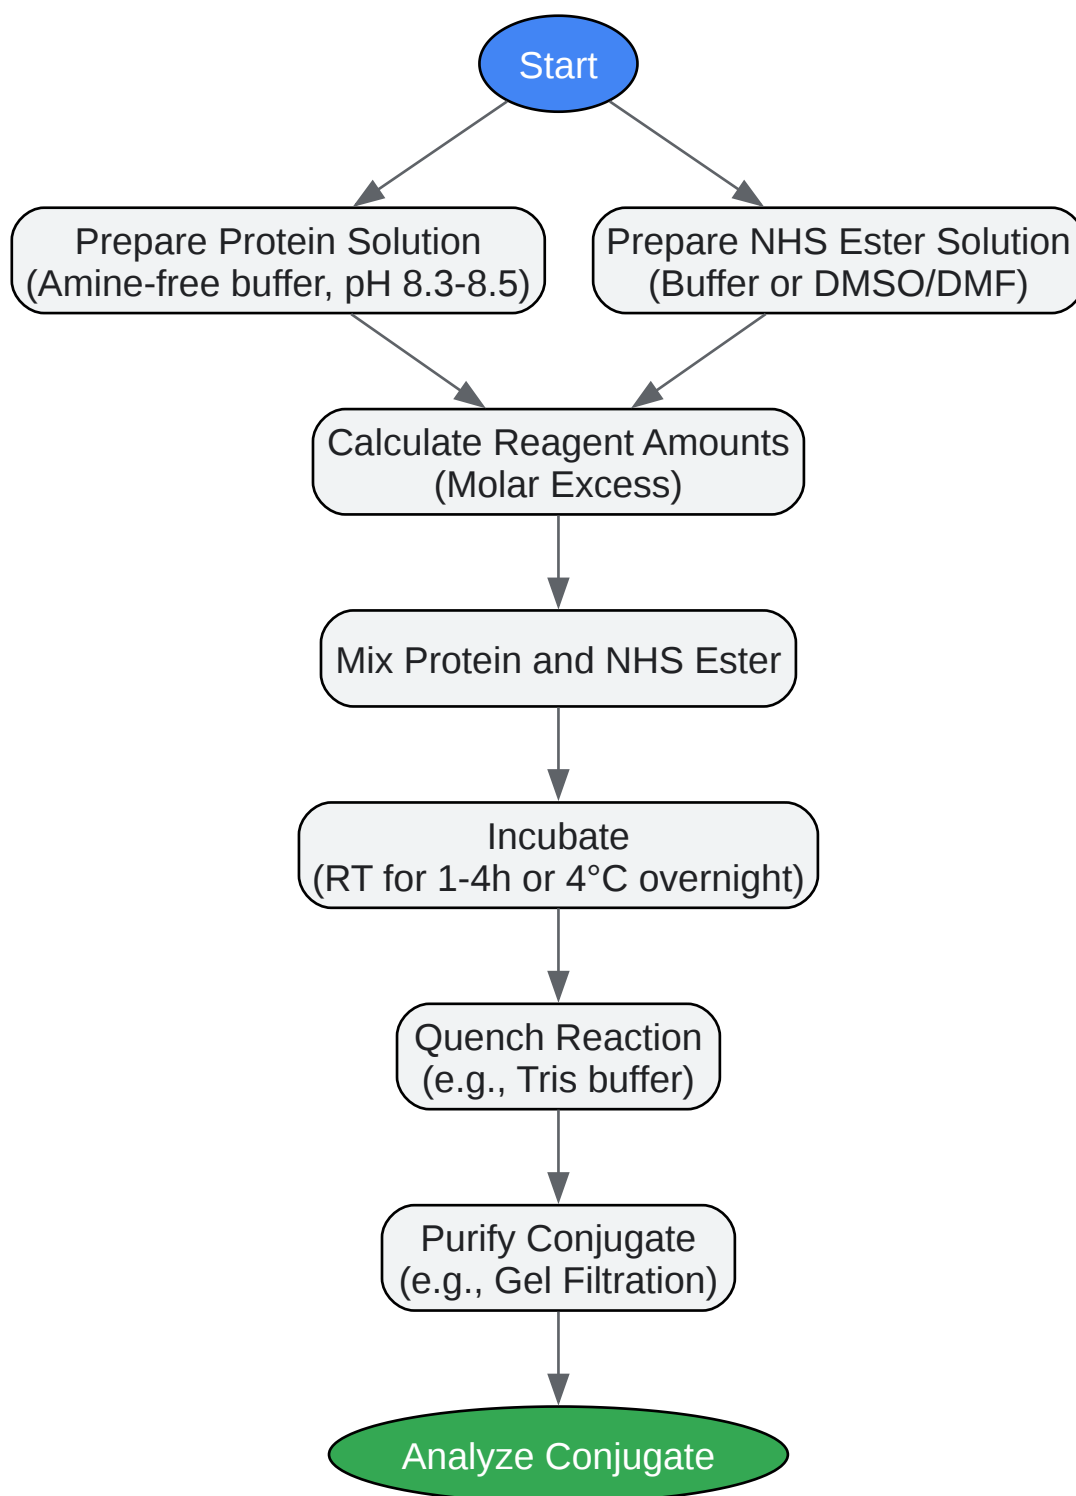 Start
Prepare Protein Solution
(Amine-free buffer, pH 8.3-8.5)
Prepare NHS Ester Solution
(Buffer or DMSO/DMF)
Calculate Reagent Amounts
(Molar Excess)
Mix Protein and NHS Ester
Incubate
(RT for 1-4h or 4°C overnight)
Quench Reaction
(e.g., Tris buffer)
Purify Conjugate
(e.g., Gel Filtration)
Analyze Conjugate